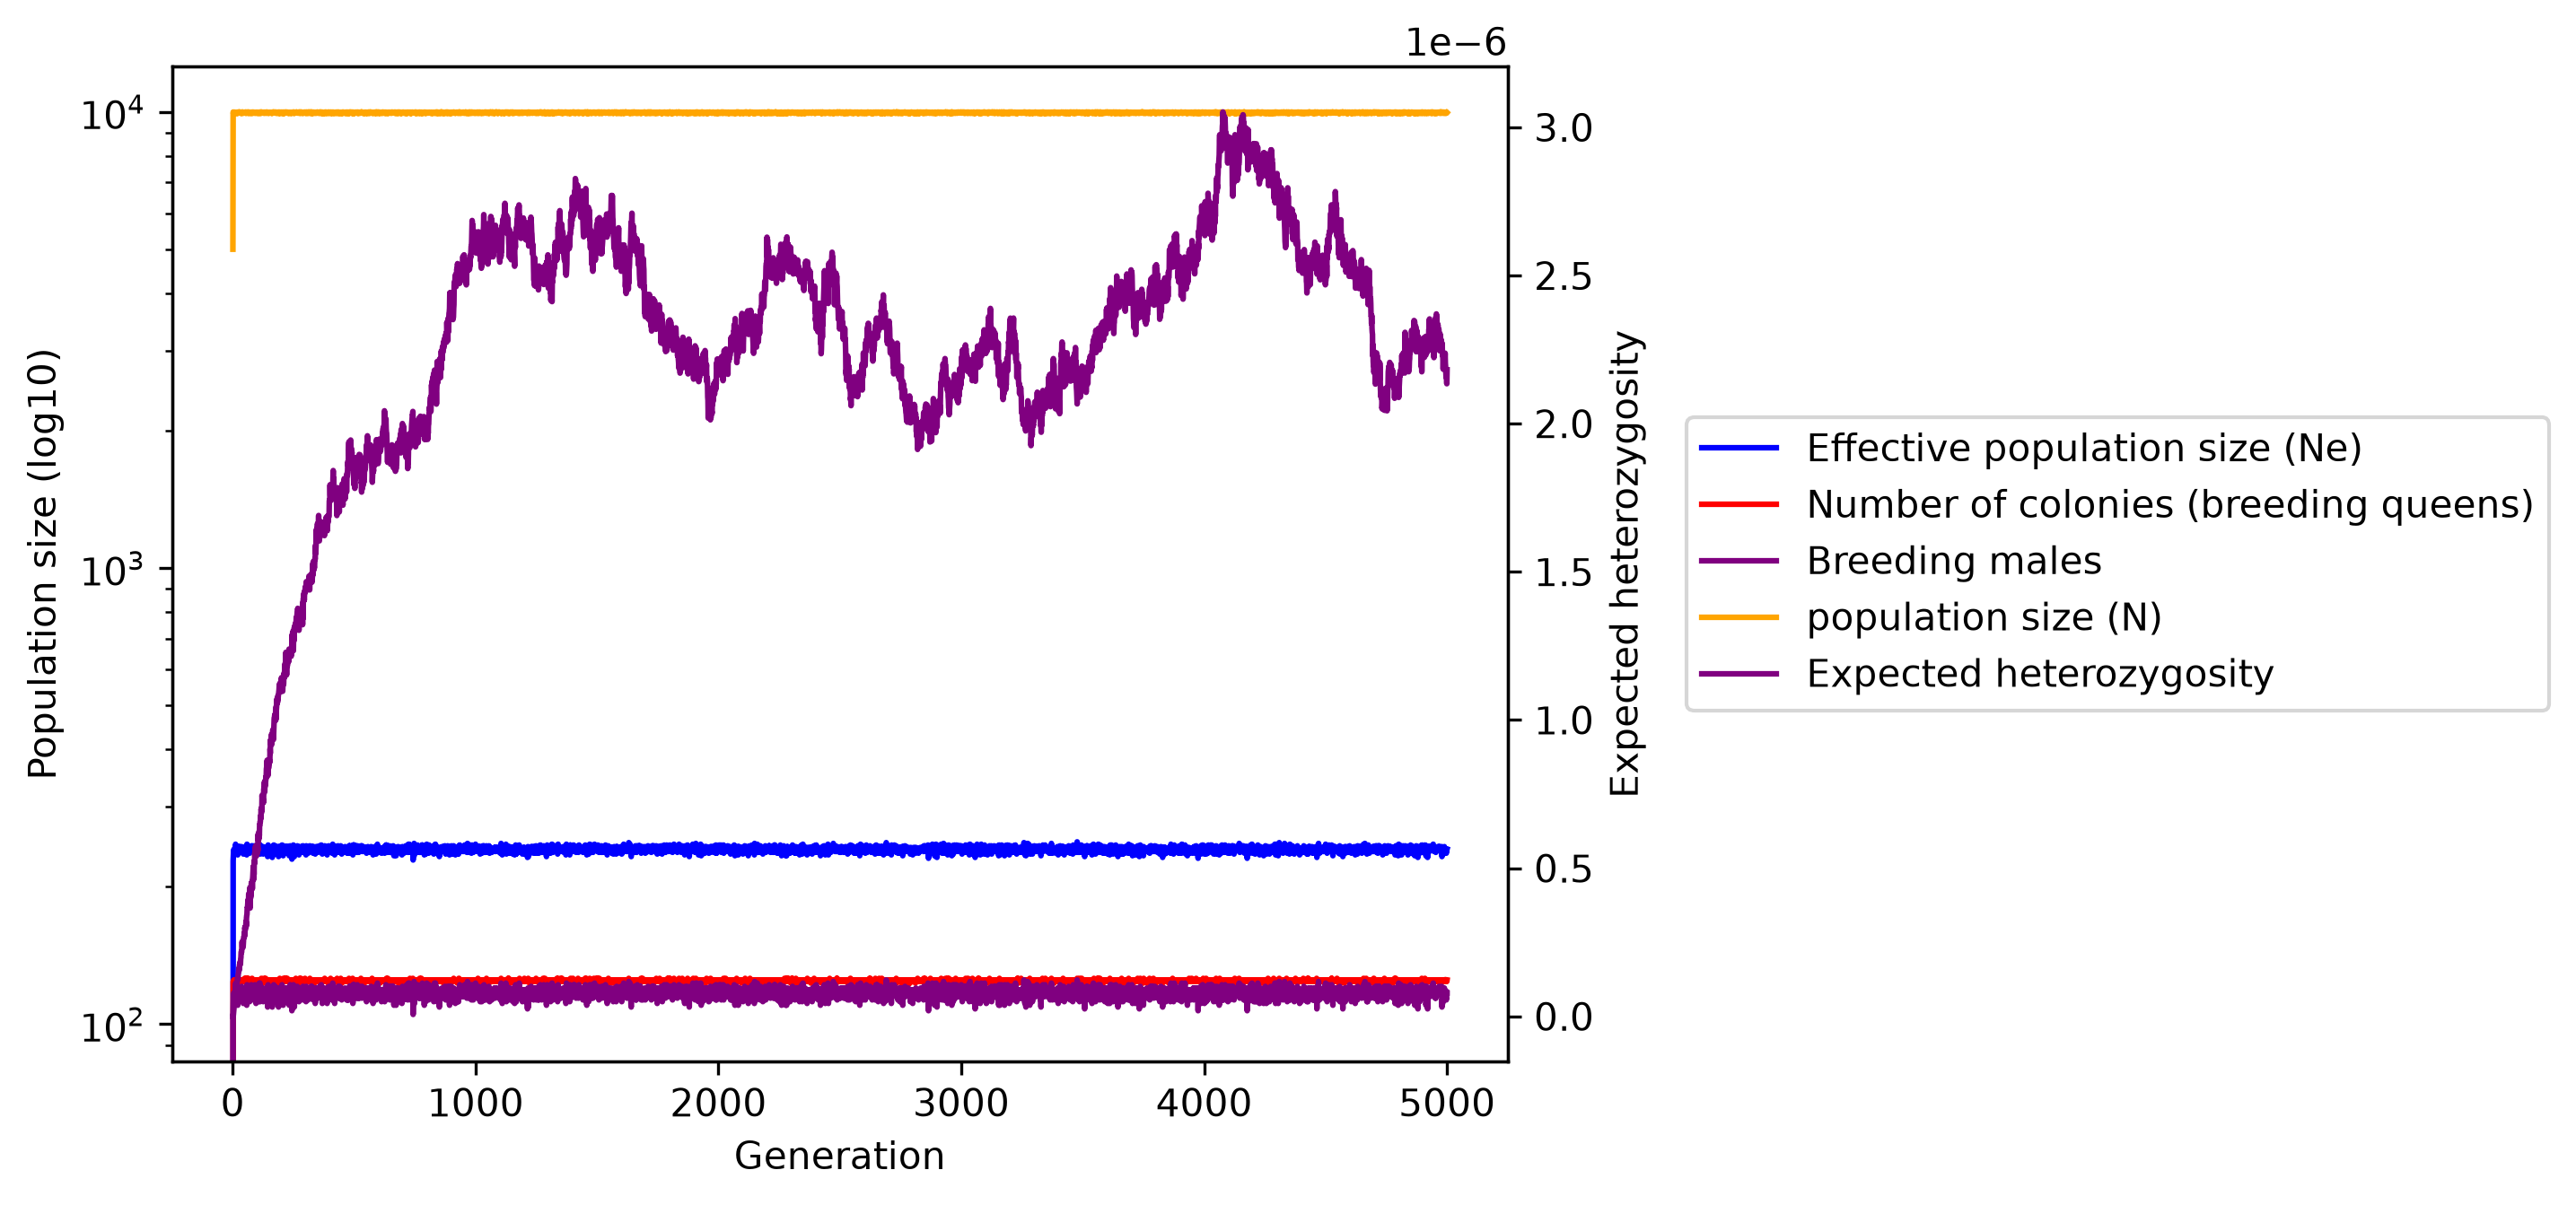 1e−6
10⁴
10³
10²
Population size (log10)
3.0
2.5
2.0
1.5
1.0
0.5
0.0
Expected heterozygosity
0 1000 2000 3000 4000 5000
Generation
Effective population size (Ne)
Number of colonies (breeding queens)
Breeding males
population size (N)
Expected heterozygosity